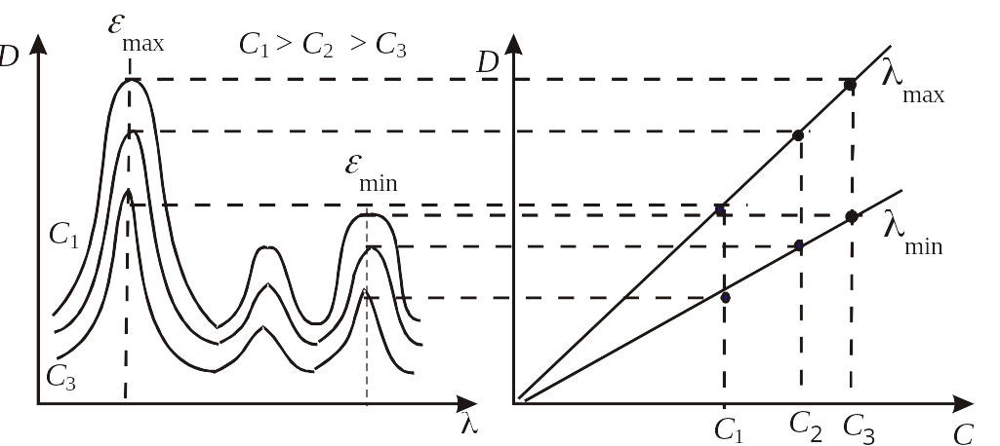 ε max
C₁ > C₂ > C₃
D
D
λ max
ε min
C₁
λ min
C₃
λ
C₁
C₂
C₃
C